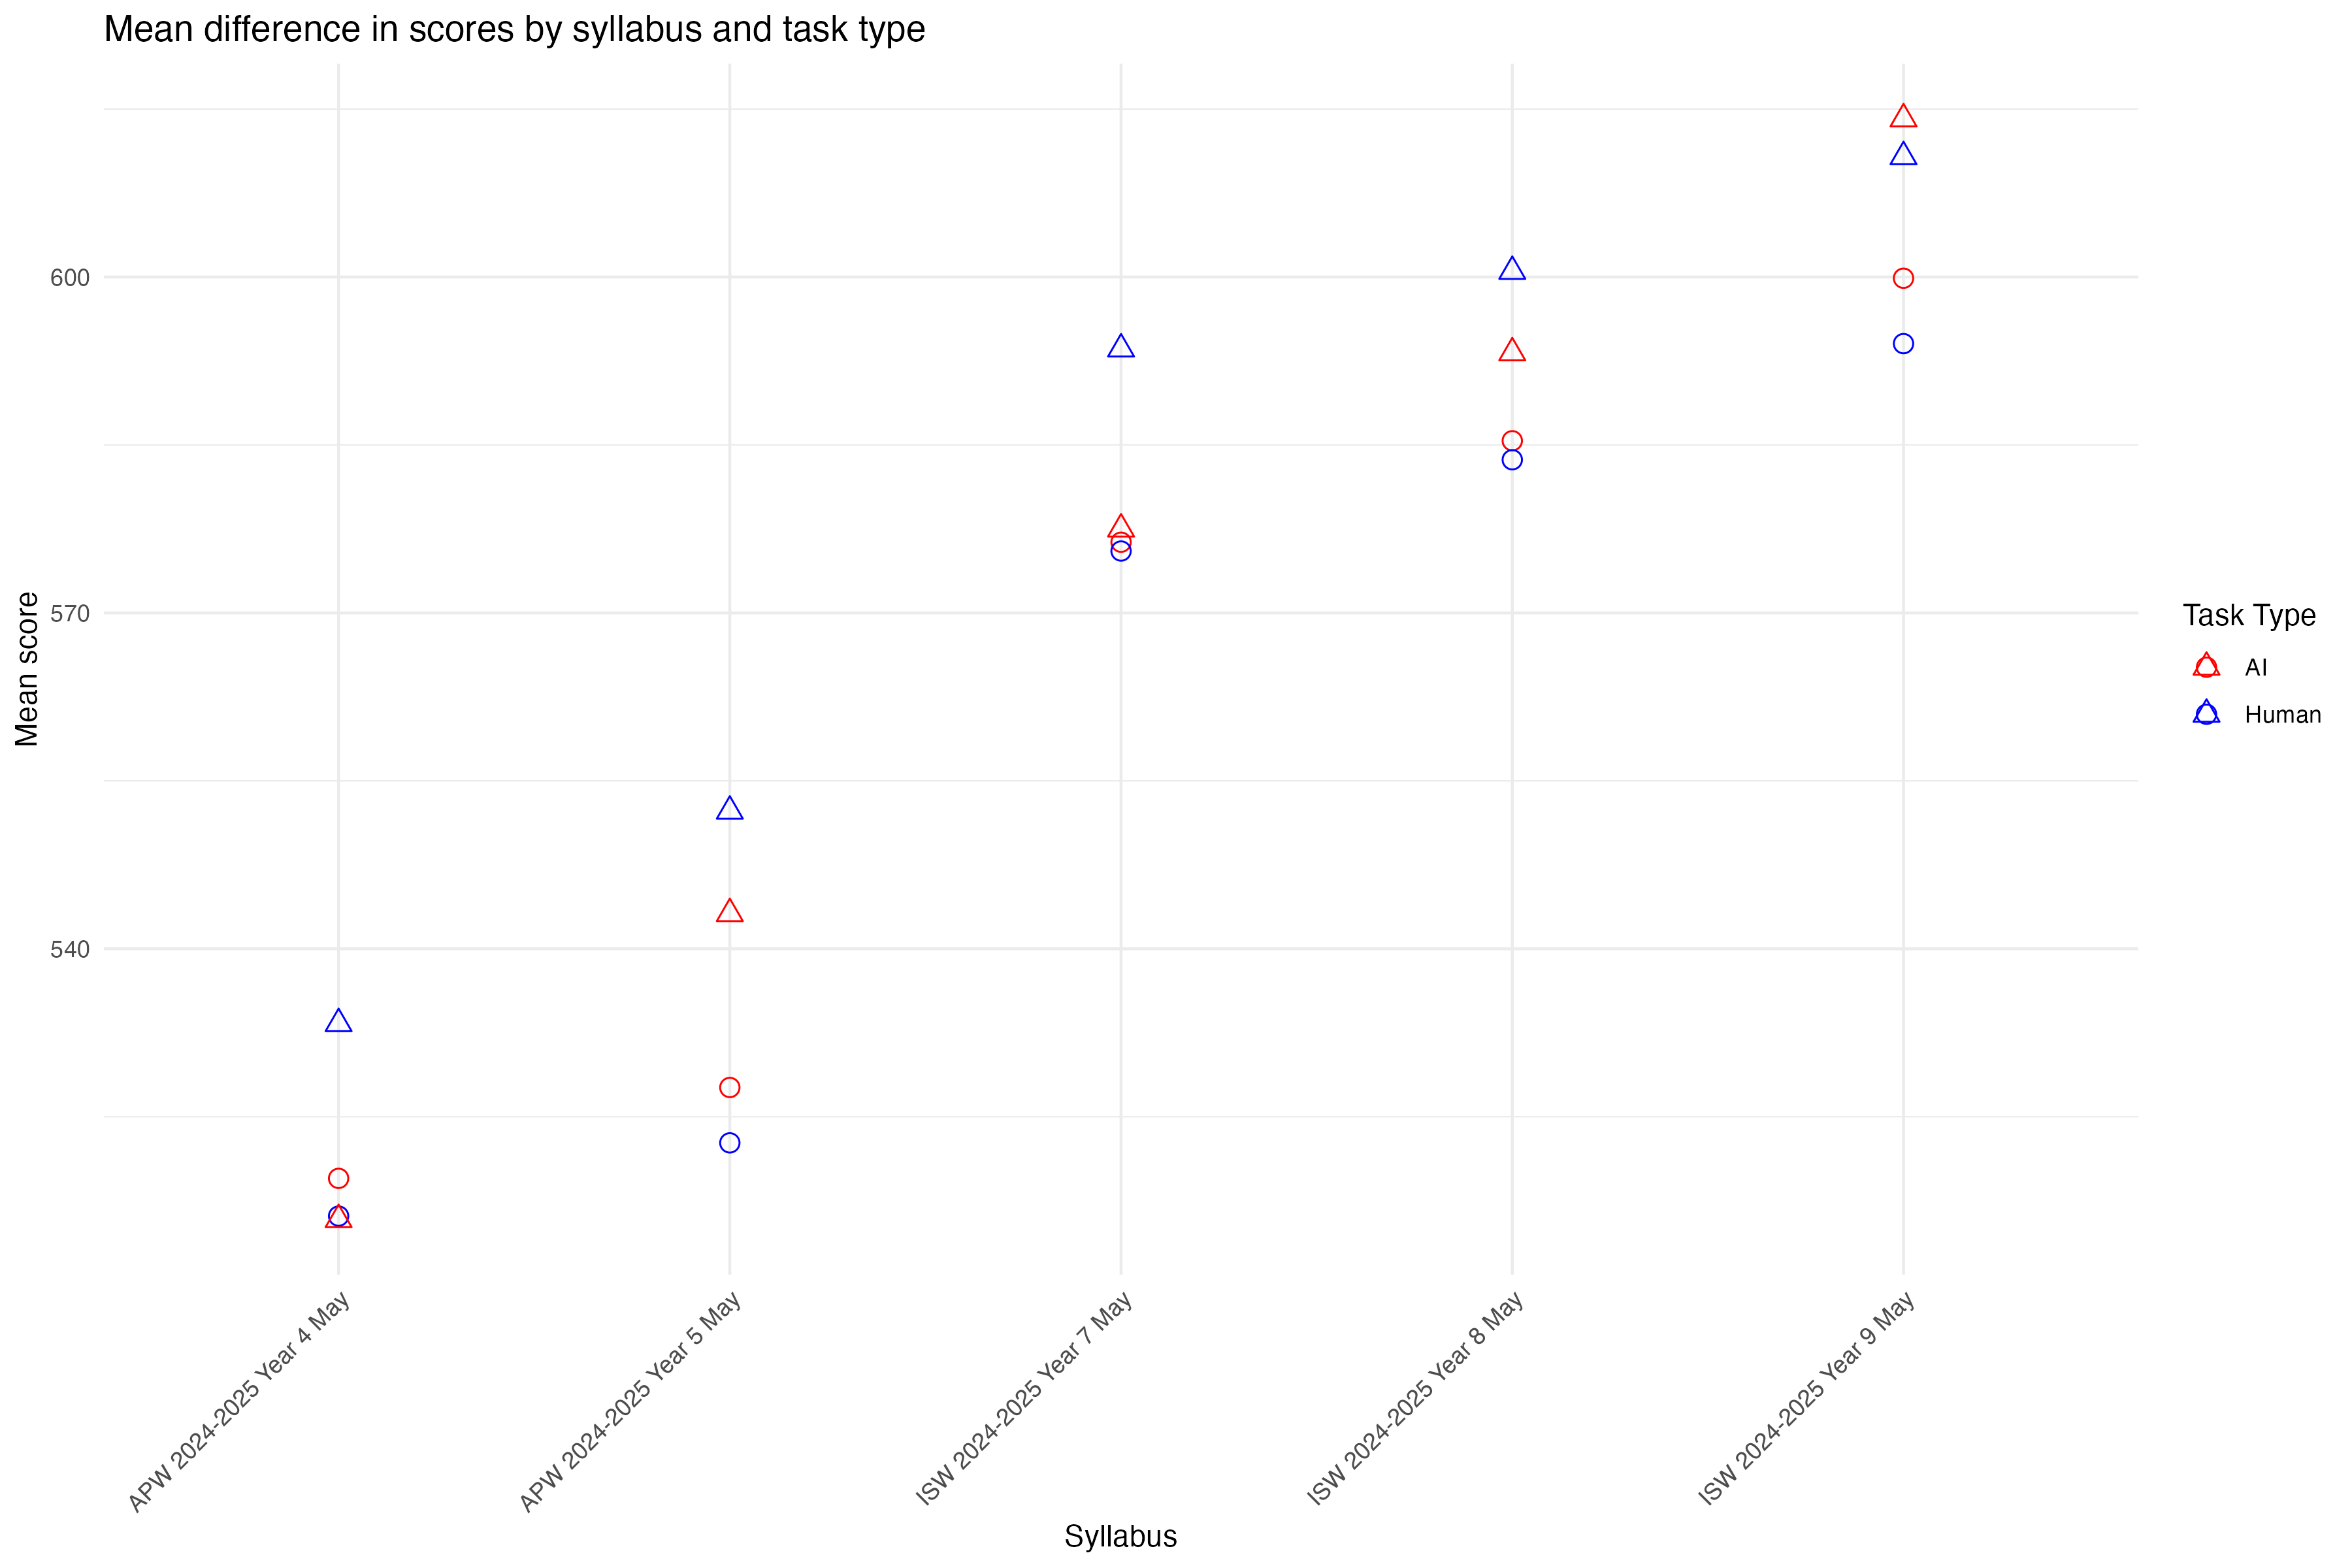 Mean difference in scores by syllabus and task type
Mean score
600
570
540
APW 2024-2025 Year 4 May
APW 2024-2025 Year 5 May
ISW 2024-2025 Year 7 May
ISW 2024-2025 Year 8 May
ISW 2024-2025 Year 9 May
Syllabus
Task Type
AI
Human